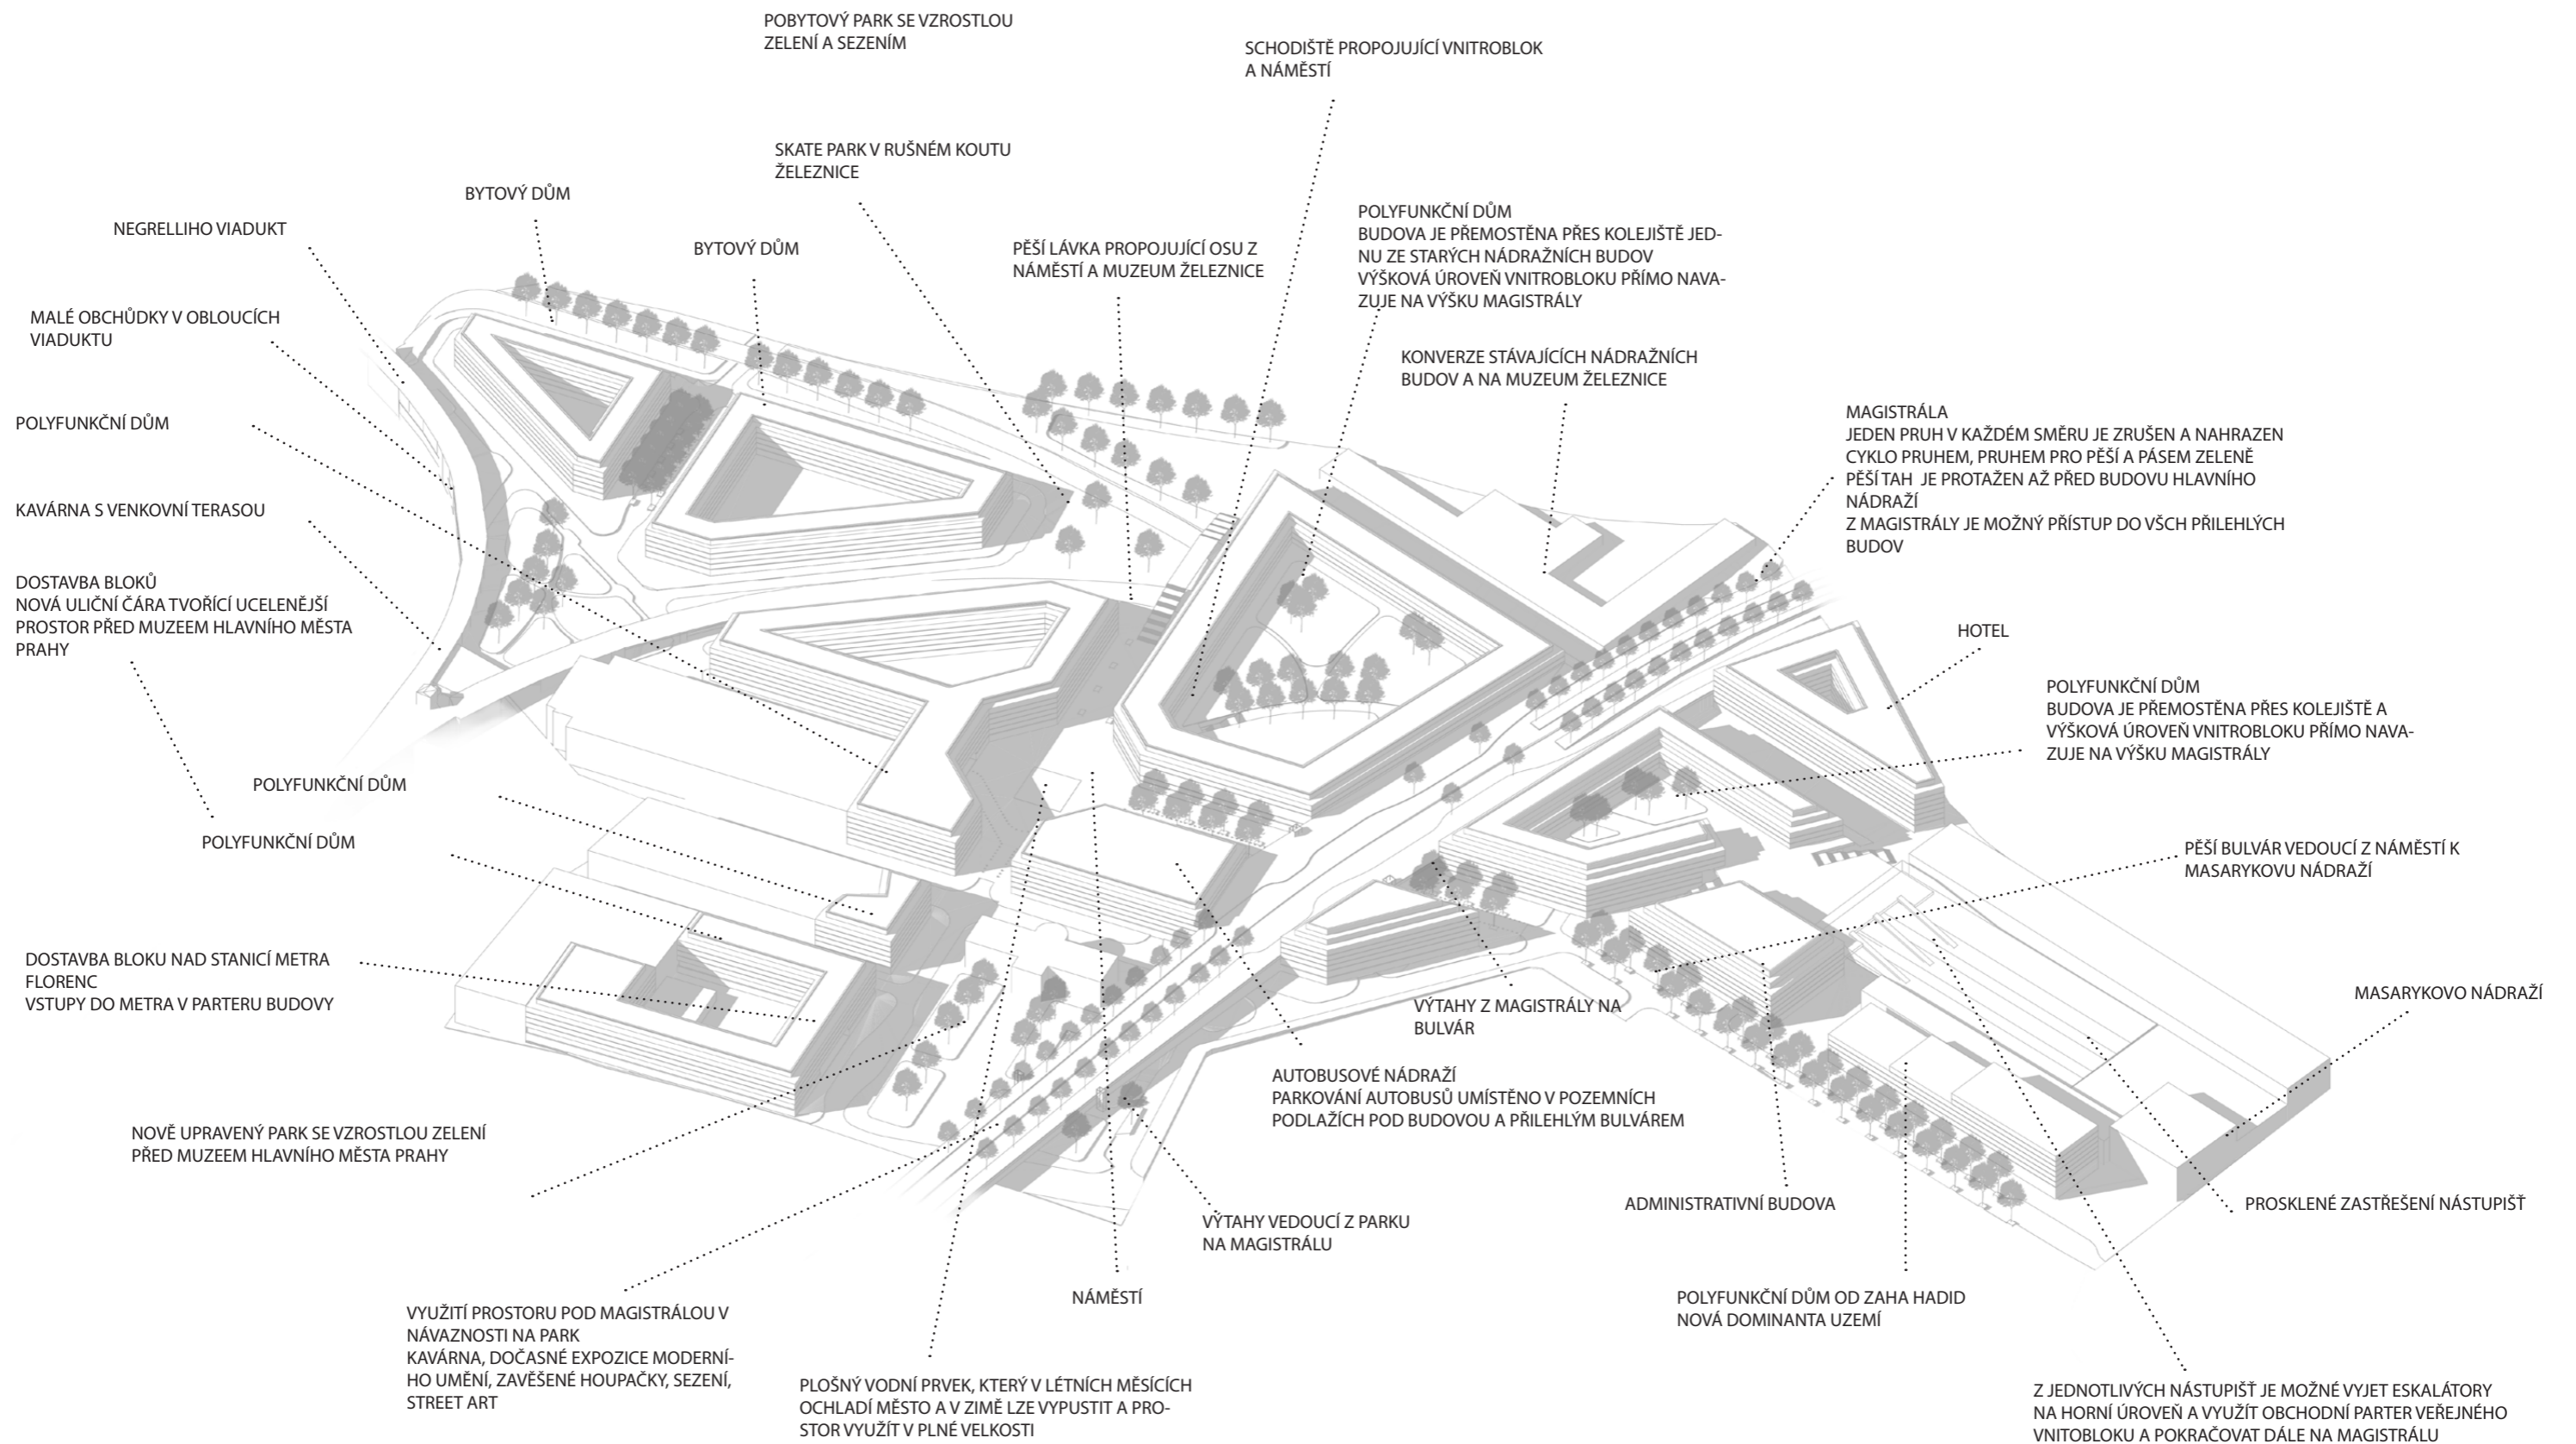 POBYTOVÝ PARK SE VZROSTLOU
ZELENÍ A SEZENÍM
SCHODIŠTĚ PROPOJUJÍCÍ VNITROBLOK
A NÁMĚSTÍ
SKATE PARK V RUŠNÉM KOUTU
ŽELEZNICE
BYTOVÝ DŮM
NEGRELLIHO VIADUKT
BYTOVÝ DŮM
PĚŠÍ LÁVKA PROPOJUJÍCÍ OSU Z
NÁMĚSTÍ A MUZEUM ŽELEZNICE
POLYFUNKČNÍ DŮM
BUDOVA JE PŘEMOSTĚNA PŘES KOLEJIŠTĚ JED-
NU ZE STARÝCH NÁDRAŽNÍCH BUDOV
VÝŠKOVÁ ÚROVEŇ VNITROBLOKU PŘÍMO NAVA-
ZUJE NA VÝŠKU MAGISTRÁLY
MALÉ OBCHŮDKY V OBLOUCÍCH
VIADUKTU
KONVERZE STÁVAJÍCÍCH NÁDRAŽNÍCH
BUDOV A NA MUZEUM ŽELEZNICE
POLYFUNKČNÍ DŮM
MAGISTRÁLA
JEDEN PRUH V KAŽDÉM SMĚRU JE ZRUŠEN A NAHRAZEN
CYKLO PRUHEM, PRUHEM PRO PĚŠÍ A PÁSEM ZELENĚ
PĚŠÍ TAH JE PROTAŽEN AŽ PŘED BUDOVU HLAVNÍHO
NÁDRAŽÍ
Z MAGISTRÁLY JE MOŽNÝ PŘÍSTUP DO VŠCH PŘILEHLÝCH
BUDOV
KAVÁRNA S VENKOVNÍ TERASOU
DOSTAVBA BLOKŮ
NOVÁ ULIČNÍ ČÁRA TVOŘÍCÍ UCELENĚJŠÍ
PROSTOR PŘED MUZEEM HLAVNÍHO MĚSTA
PRAHY
HOTEL
POLYFUNKČNÍ DŮM
BUDOVA JE PŘEMOSTĚNA PŘES KOLEJIŠTĚ A
VÝŠKOVÁ ÚROVEŇ VNITROBLOKU PŘÍMO NAVA-
ZUJE NA VÝŠKU MAGISTRÁLY
POLYFUNKČNÍ DŮM
POLYFUNKČNÍ DŮM
PĚŠÍ BULVÁR VEDOUCÍ Z NÁMĚSTÍ K
MASARYKOVU NÁDRAŽÍ
DOSTAVBA BLOKU NAD STANICÍ METRA
FLORENC
VSTUPY DO METRA V PARTERU BUDOVY
MASARYKOVO NÁDRAŽÍ
VÝTAHY Z MAGISTRÁLY NA
BULVÁR
AUTOBUSOVÉ NÁDRAŽÍ
PARKOVÁNÍ AUTOBUSŮ UMÍSTĚNO V POZEMNÍCH
PODLAŽÍCH POD BUDOVOU A PŘILEHLÝM BULVÁREM
NOVĚ UPRAVENÝ PARK SE VZROSTLOU ZELENÍ
PŘED MUZEEM HLAVNÍHO MĚSTA PRAHY
ADMINISTRATIVNÍ BUDOVA
PROSKLENÉ ZASTŘEŠENÍ NÁSTUPIŠŤ
VÝTAHY VEDOUCÍ Z PARKU
NA MAGISTRÁLU
NÁMĚSTÍ
POLYFUNKČNÍ DŮM OD ZAHA HADID
NOVÁ DOMINANTA UZEMÍ
VYUŽITÍ PROSTORU POD MAGISTRÁLOU V
NÁVAZNOSTI NA PARK
KAVÁRNA, DOČASNÉ EXPOZICE MODERNÍ-
HO UMĚNÍ, ZAVĚŠENÉ HOUPAČKY, SEZENÍ,
STREET ART
PLOŠNÝ VODNÍ PRVEK, KTERÝ V LÉTNÍCH MĚSÍCÍCH
OCHLADÍ MĚSTO A V ZIMĚ LZE VYPUSTIT A PRO-
STOR VYUŽÍT V PLNÉ VELKOSTI
Z JEDNOTLIVÝCH NÁSTUPIŠŤ JE MOŽNÉ VYJET ESKALÁTORY
NA HORNÍ ÚROVEŇ A VYUŽÍT OBCHODNÍ PARTER VEŘEJNÉHO
VNITOBLOKU A POKRAČOVAT DÁLE NA MAGISTRÁLU